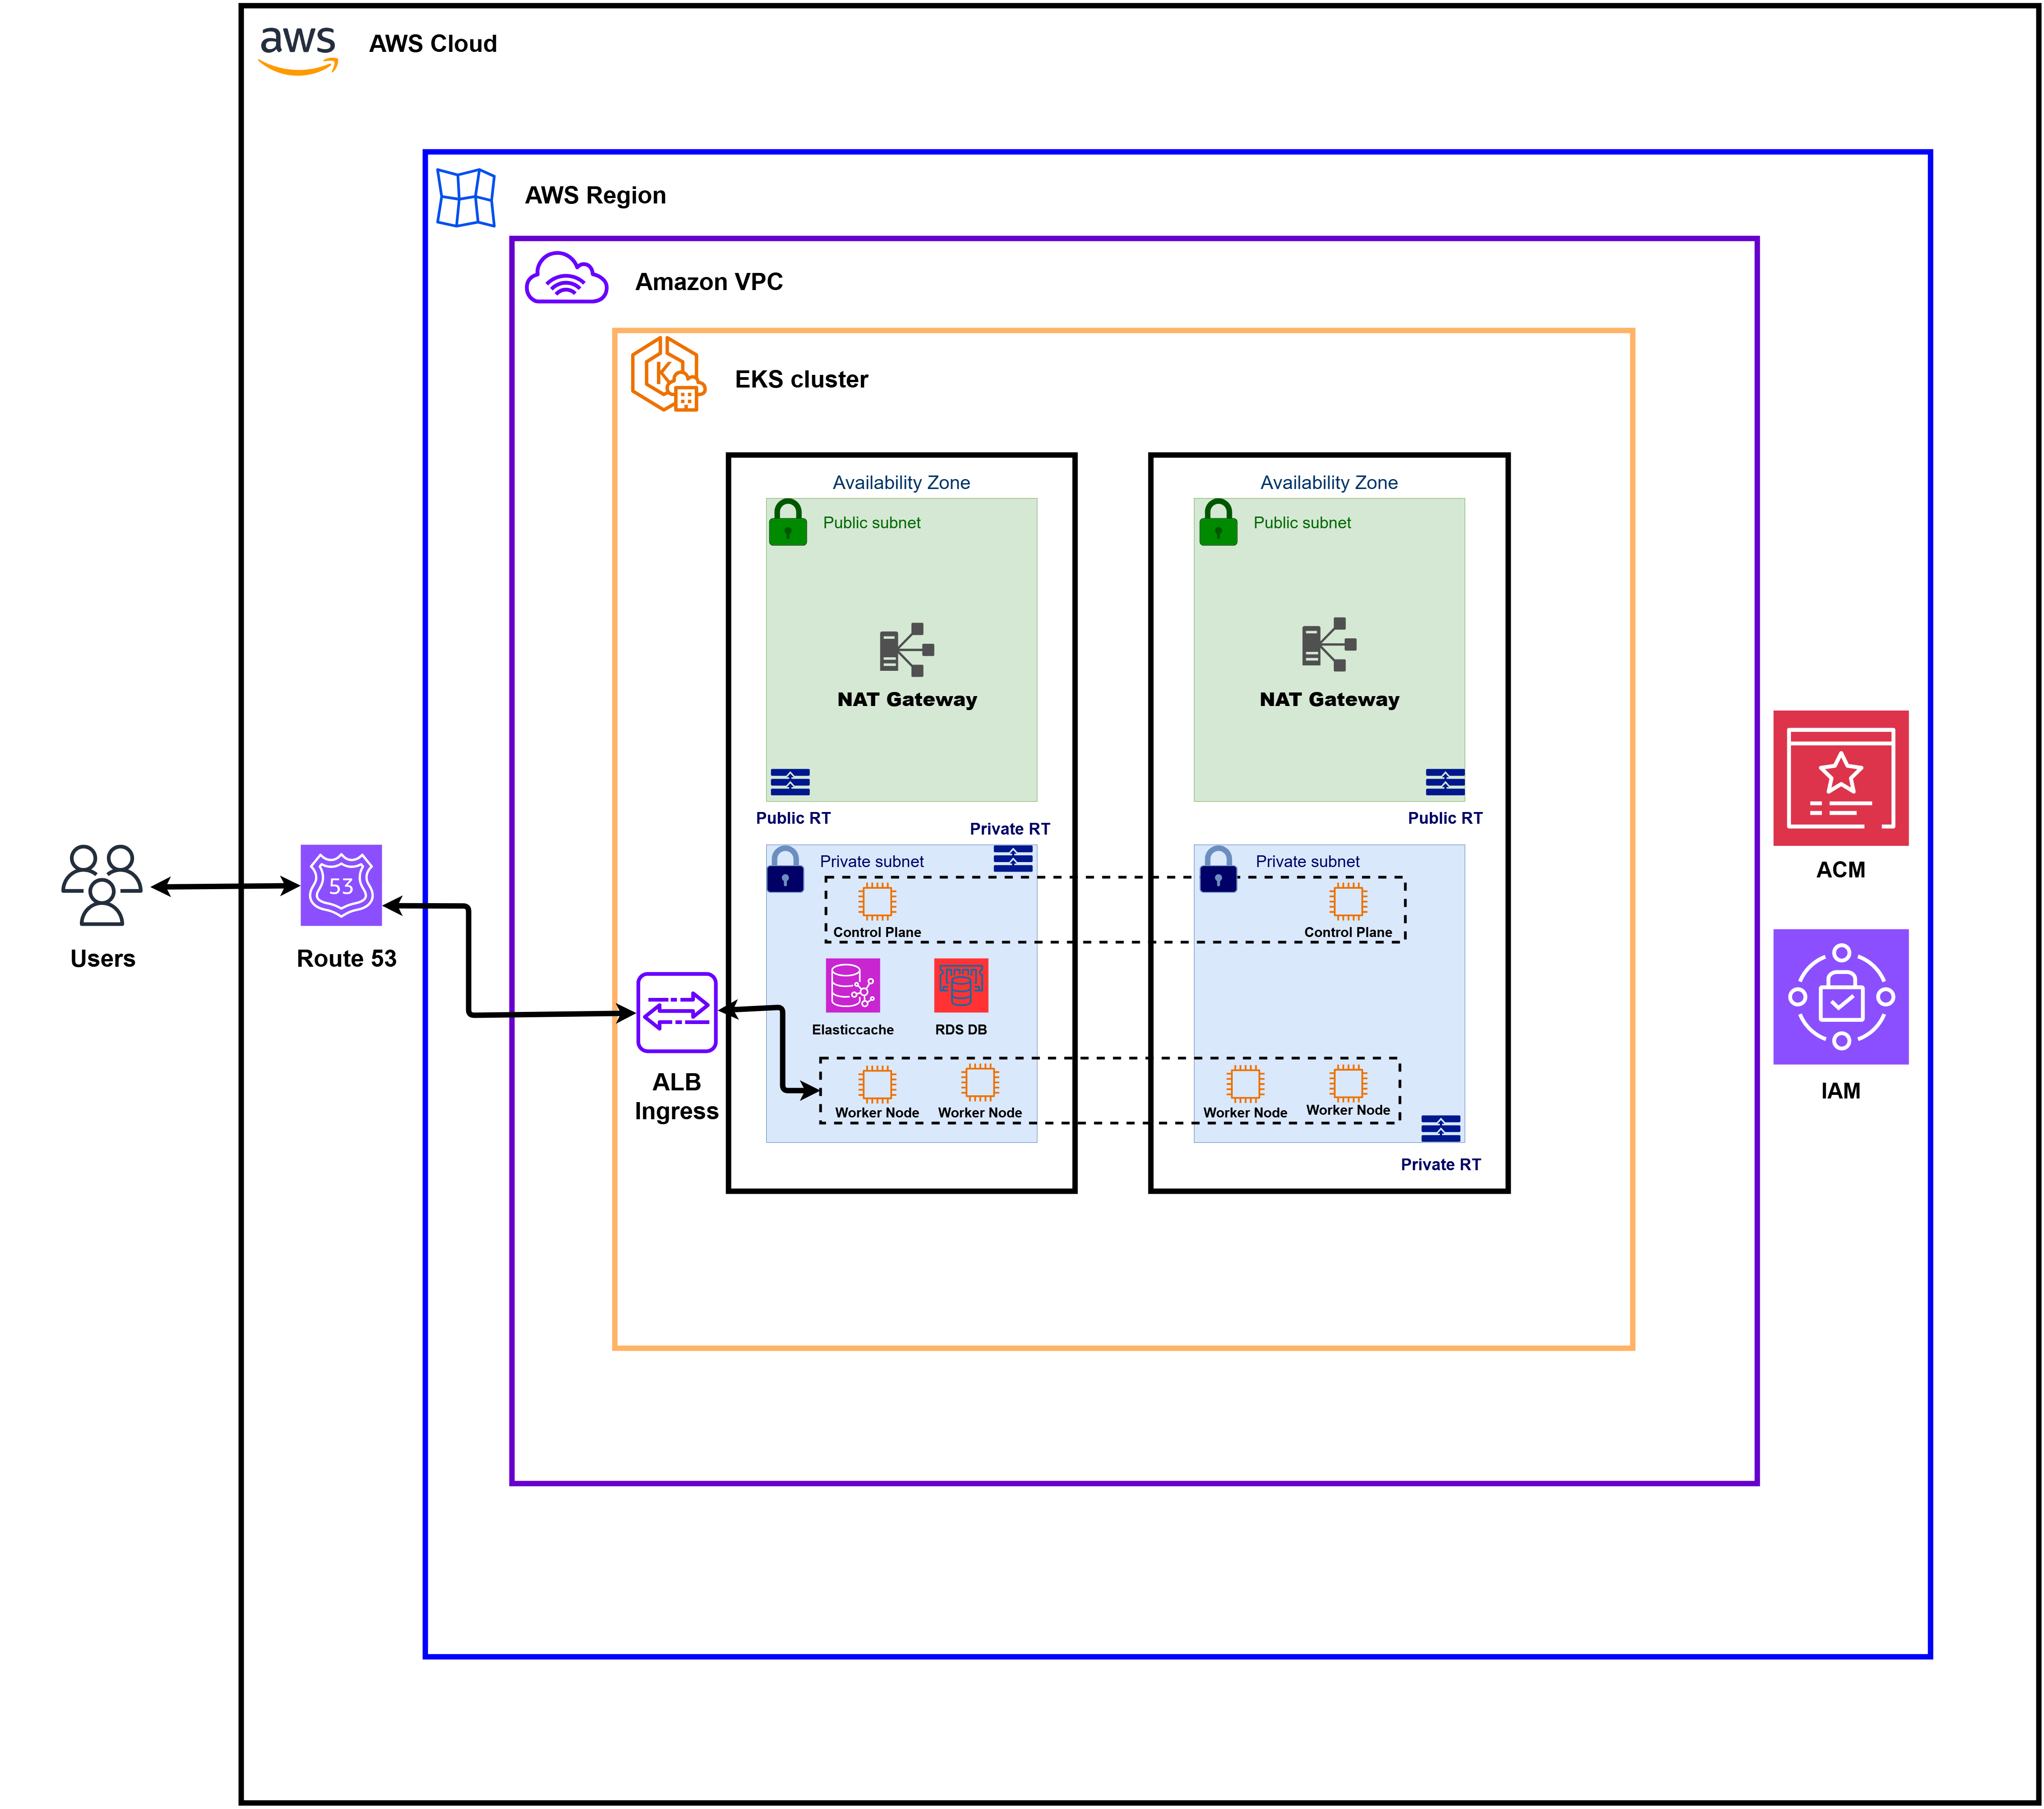 aws
AWS Cloud
AWS Region
Amazon VPC
K
EKS cluster
Availability Zone
Public subnet
NAT Gateway
Public RT
Private RT
Private subnet
Control Plane
Elasticcache
RDS DB
Worker Node
Worker Node
Availability Zone
Public subnet
NAT Gateway
Public RT
Private subnet
Control Plane
Worker Node
Worker Node
Private RT
Users
53
Route 53
ALB
Ingress
ACM
IAM